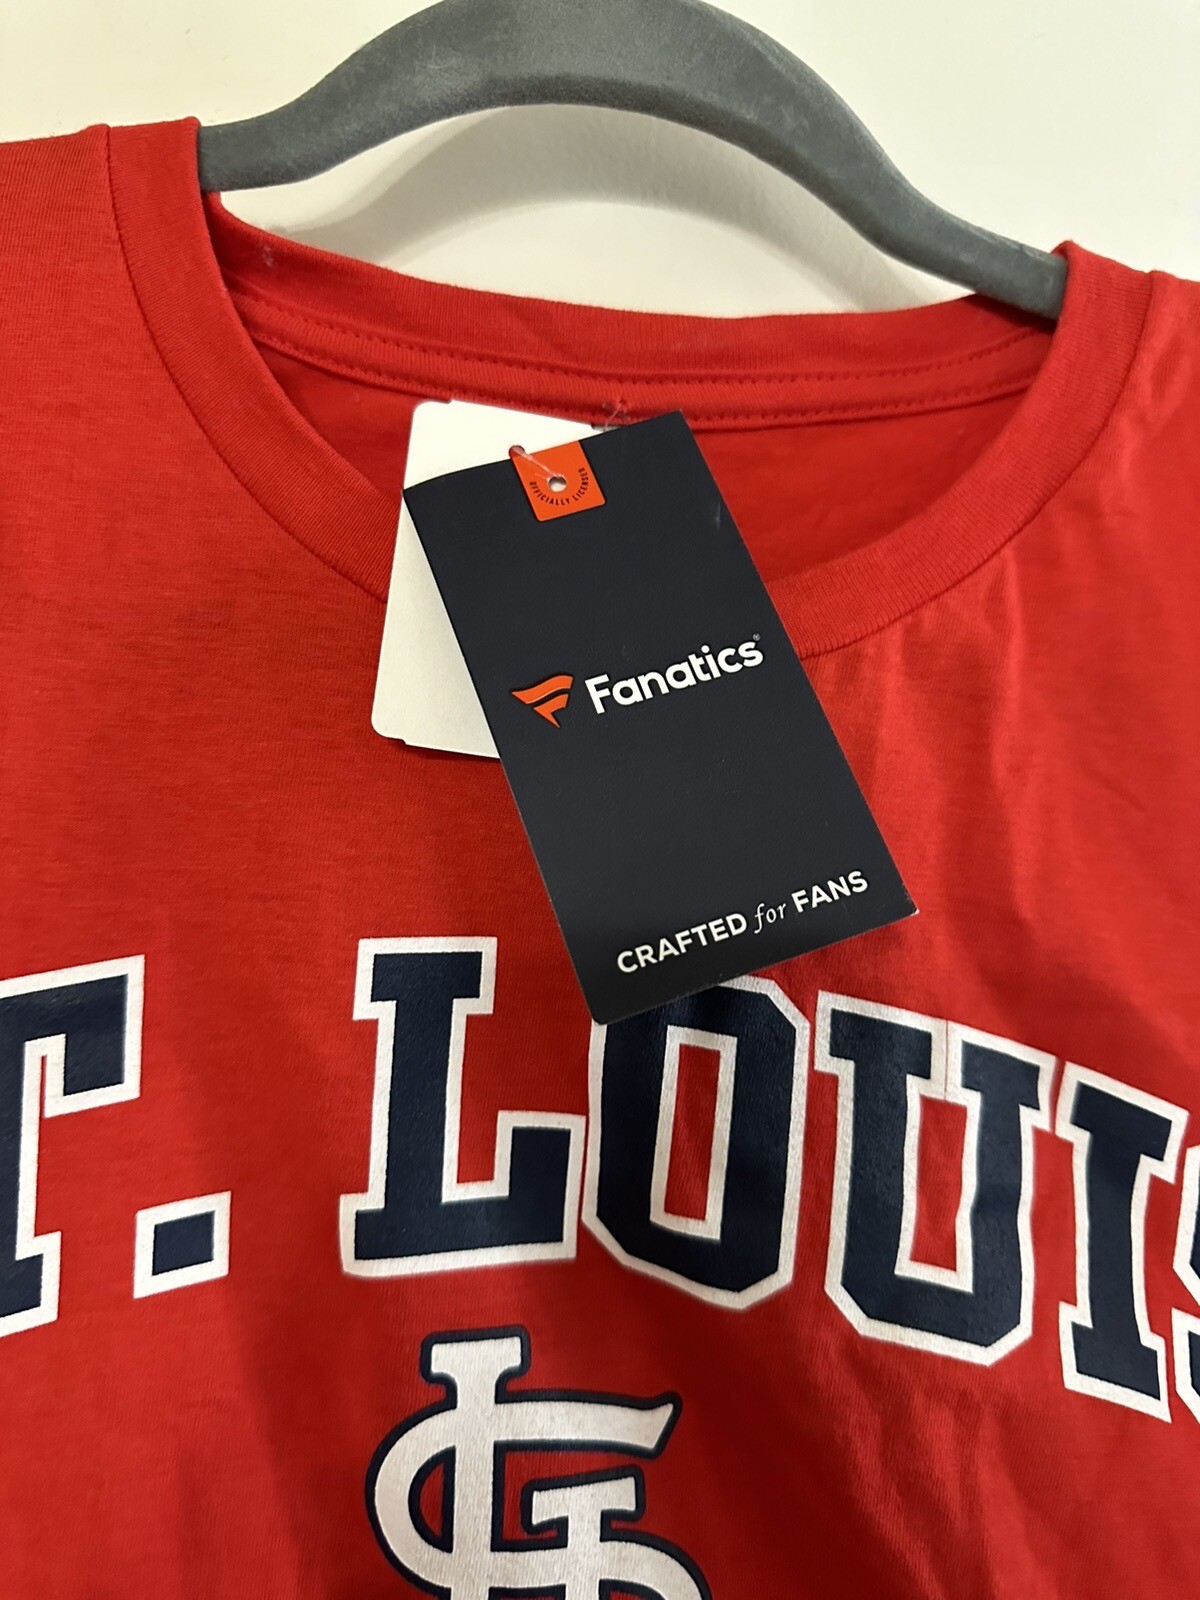 OFFICIALLY LICENSED
Fanatics®
CRAFTED for FANS
T. LOUIS
STL